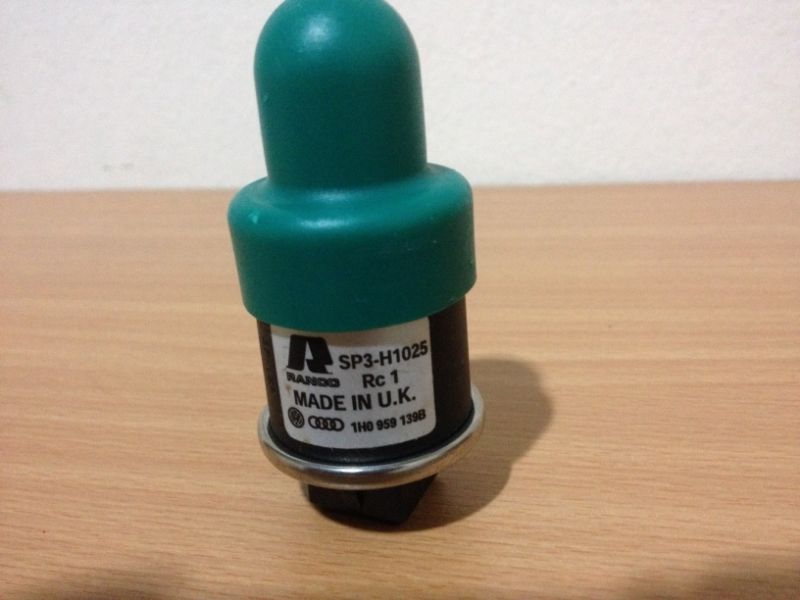 SP3-H1025
RANCO Rc 1
MADE IN U.K.
1H0 959 139B